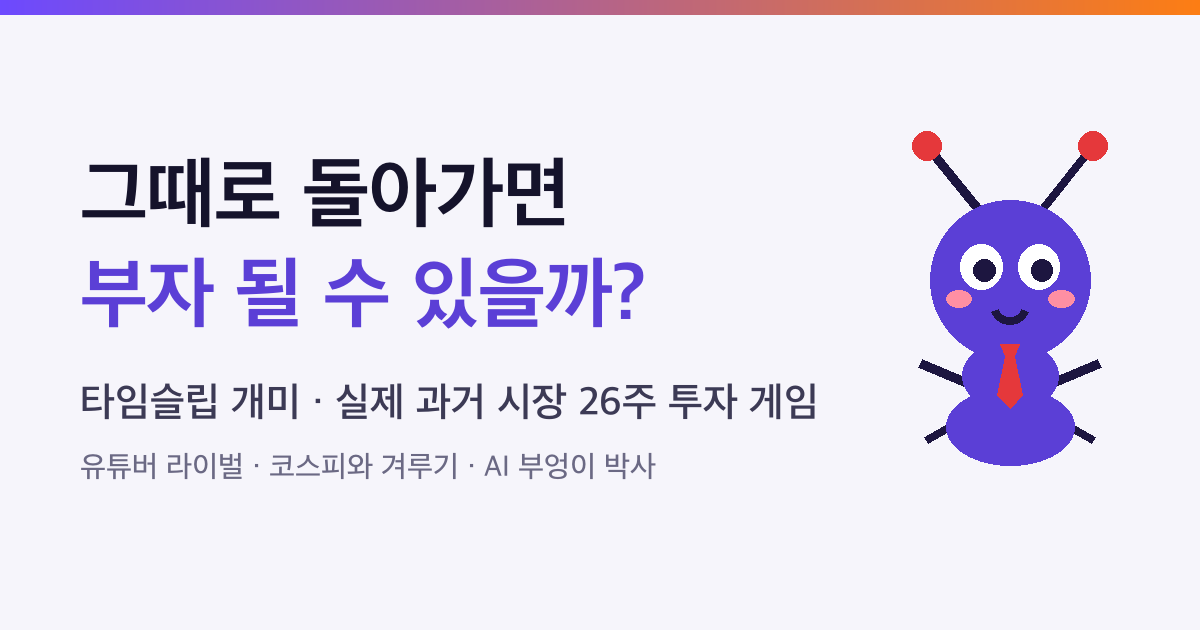 그때로 돌아가면
부자 될 수 있을까?
타임슬립 개미 · 실제 과거 시장 26주 투자 게임
유튜버 라이벌 · 코스피와 겨루기 · AI 부엉이 박사